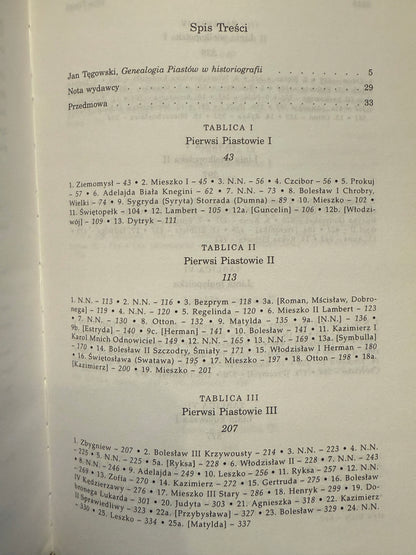 Spis Treści
Jan Tęgowski, Genealogia Piastów w historiografii . . . . . . . . 5
Nota wydawcy . . . . . . . . . . . . . . . . 29
Przedmowa . . . . . . . . . . . . . . . . 33
TABLICA I
Pierwsi Piastowie I
43
1. Ziemomysł – 43 • 2. Mieszko I – 45 • 3. N.N. – 56 • 4. Czcibor – 56 • 5. Prokuj
– 57 • 6. Adelajda Biała Knegini – 62 • 7. N.N. – 73 • 8. Bolesław I Chrobry,
Wielki – 74 • 9. Sygryda (Syryta) Storrada (Dumna) – 89 • 10. Mieszko – 102
• 11. Świętopełk – 104 • 12. Lambert – 105 • 12a. [Guncelin] – 106 • 12b. [Włodzi-
wój] – 109 • 13. Dytryk – 111
TABLICA II
Pierwsi Piastowie II
113
1. N.N. – 113 • 2. N.N. – 116 • 3. Bezprym – 118 • 3a. [Roman, Mścisław, Dobro-
niega] – 119 • 4. N.N. – 120 • 5. Regelinda – 120 • 6. Mieszko II Lambert – 123
• 7. N.N. – 130 • 8. Otton. – 132 • 9. Matylda – 135 • 9a. [N.N.] – 136 •
9b. [Estryda] – 140 • 9c. [Herman] – 141 • 10. Bolesław – 141 • 11. Kazimierz I
Karol Mnich Odnowiciel – 149 • 12. N.N. – 165 • 13. N.N. – 169 • 13a. [Symbulla]
– 170 • 14. Bolesław II Szczodry, Śmiały – 171 • 15. Włodzisław I Herman – 180
• 16. Świętosława (Swatawa) – 195 • 17. Mieszko – 197 • 18. Otton – 198 • 18a.
[Kazimierz] – 200 • 19. Mieszko – 201
TABLICA III
Pierwsi Piastowie III
207
1. Zbygniew – 207 • 2. Bolesław III Krzywousty – 214 • 3. N.N. – 223 • 4. N.N.
– 225 • 5. N.N. – 225 • 5a. [Ryksa] – 228 • 6. Włodzisław II – 228 • 7. N.N. – 243
• 8. N.N. – 246 • 9. Adelajda – 249 • 10. Leszko – 256 • 11. Ryksa – 257 • 12. N.N.
– 269 • 13. Zofia – 270 • 14. Kazimierz – 272 • 15. Gertruda – 275 • 16. Bolesław
IV Kędzierzawy – 276 • 17. Mieszko III Stary – 286 • 18. Henryk – 299 • 19. Do-
bronega Lukarda – 301 • 20. Judyta – 303 • 21. Agnieszka – 318 • 22. Kazimierz
II Sprawiedliwy – 323 • 22a. [Przybysława] – 327 • 23. Bolesław – 329 • 24. N.N.
– 330 • 25. Leszko – 334 • 25a. [Matylda] – 337